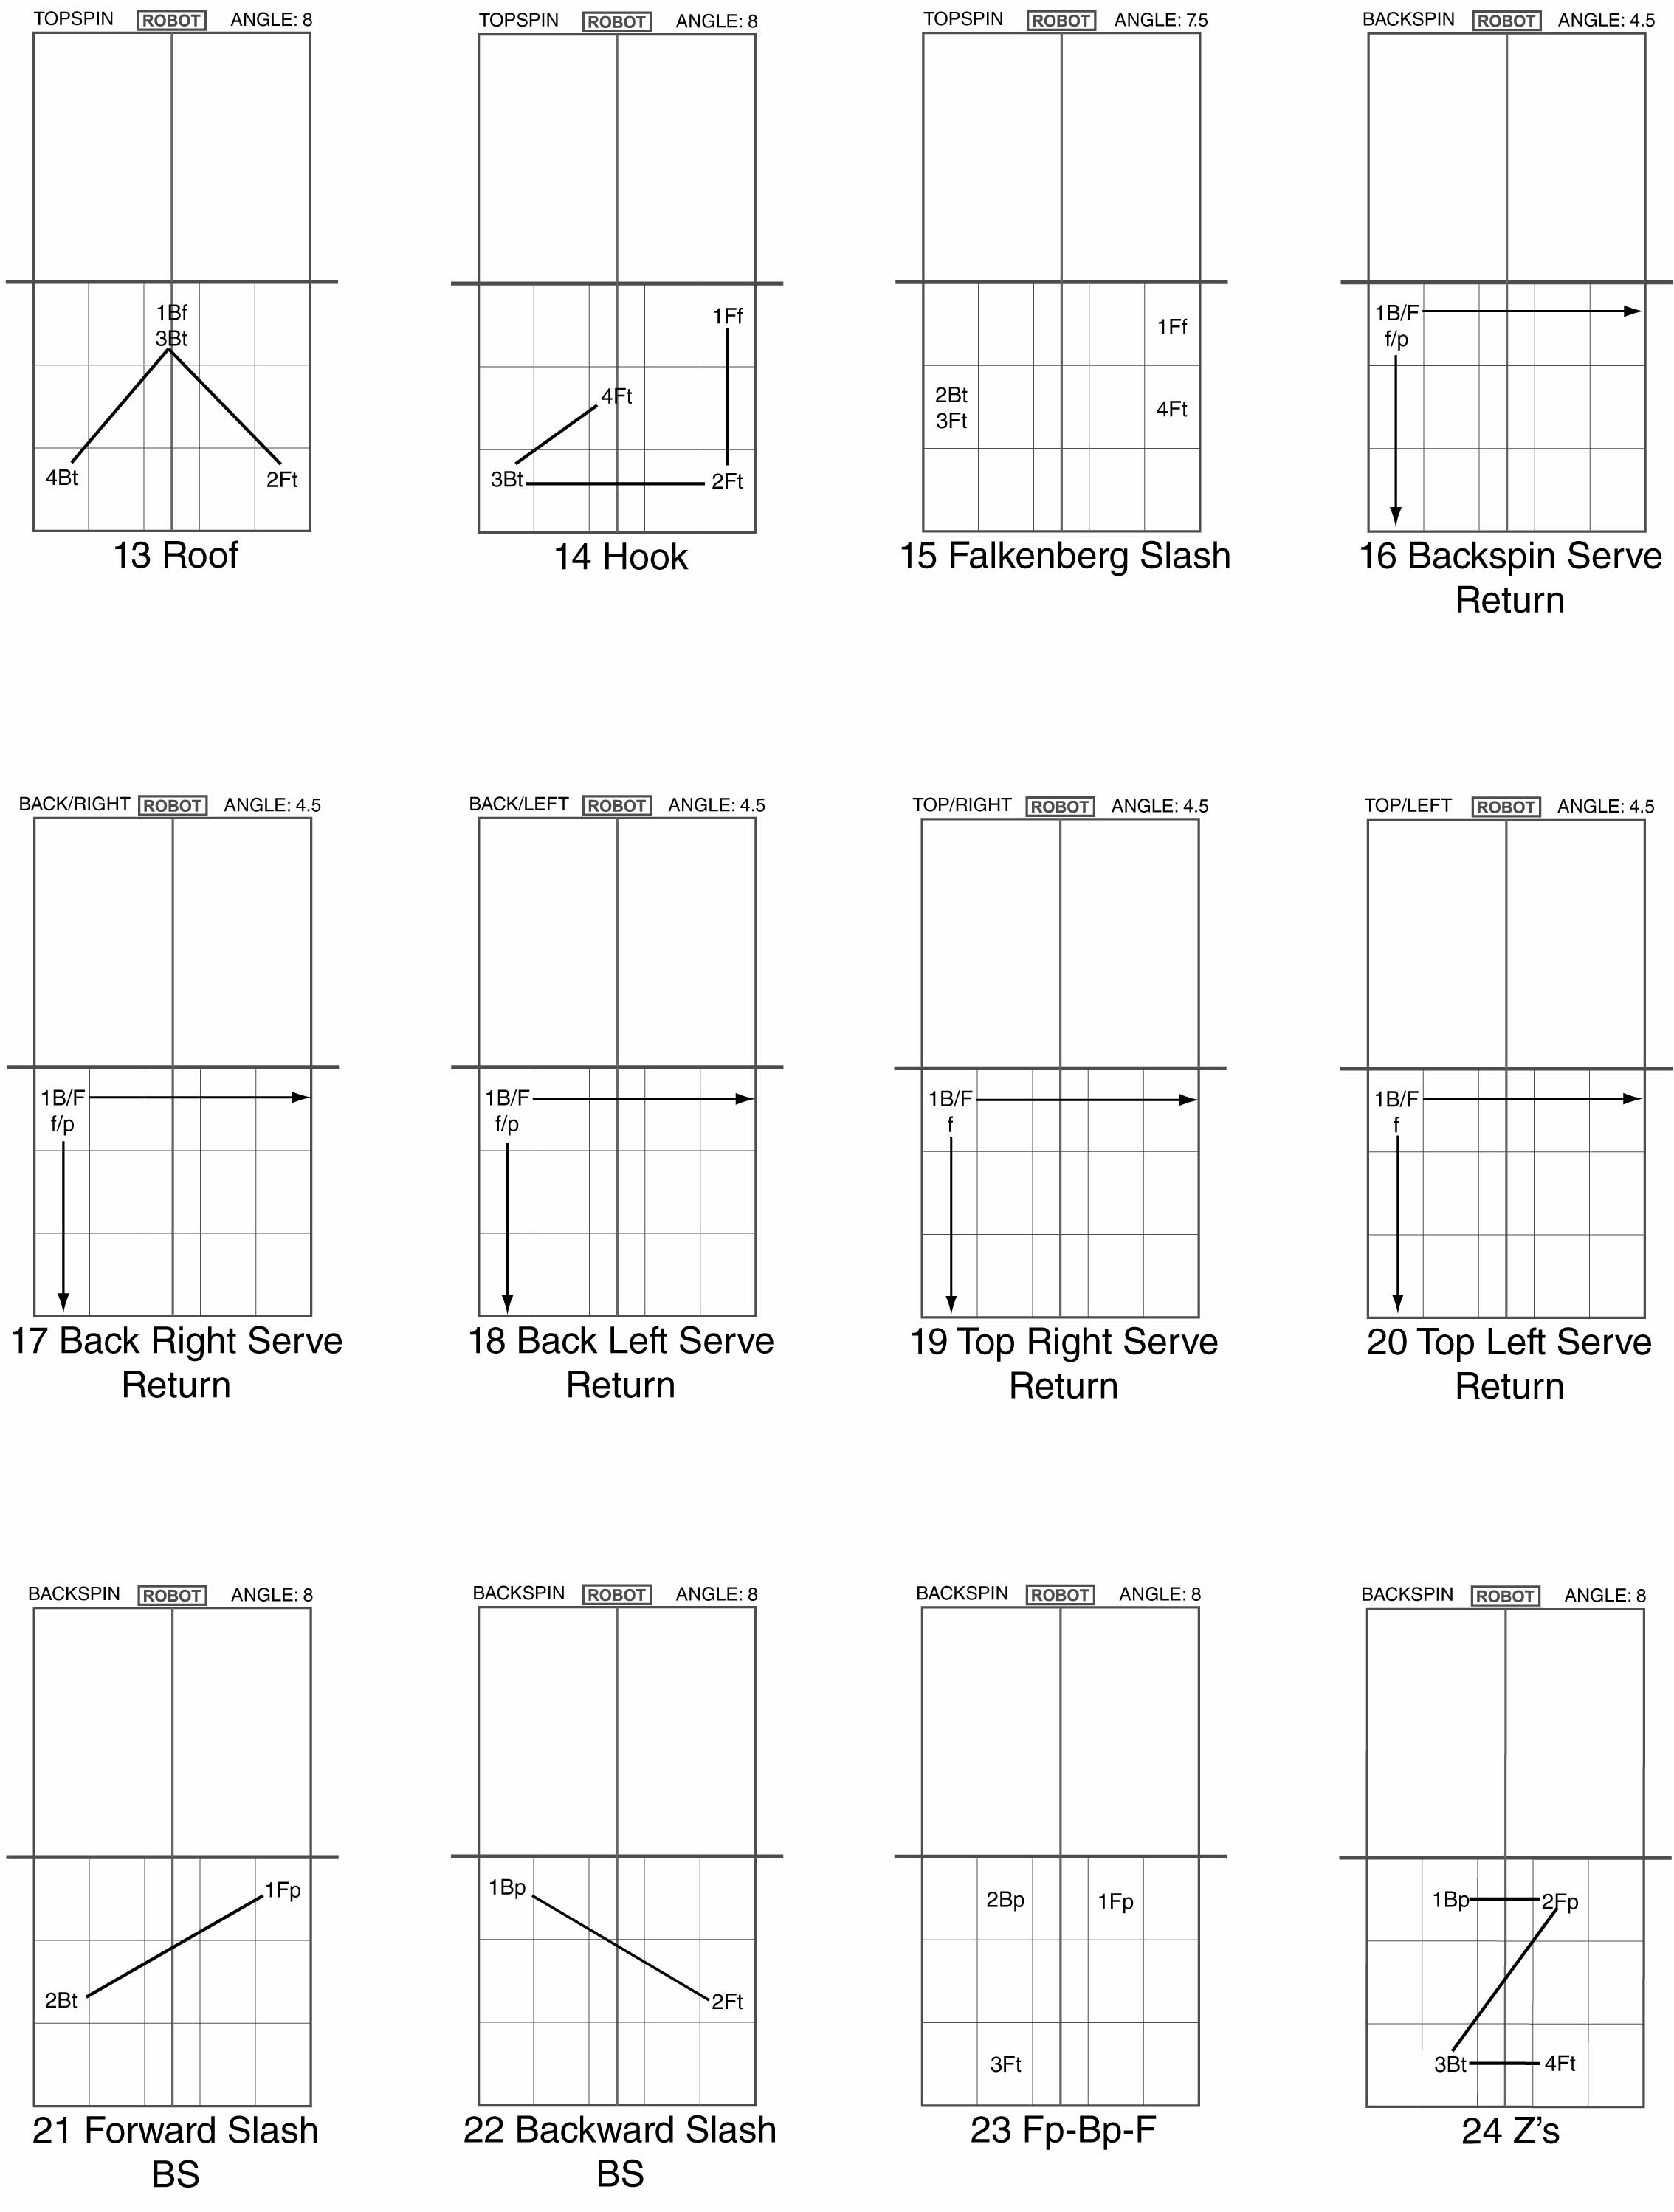 TOPSPIN ROBOT ANGLE: 8
1Bf
3Bt
4Bt 2Ft
13 Roof
TOPSPIN ROBOT ANGLE: 8
1Ff
4Ft
3Bt 2Ft
14 Hook
TOPSPIN ROBOT ANGLE: 7.5
1Ff
2Bt
3Ft
4Ft
15 Falkenberg Slash
BACKSPIN ROBOT ANGLE: 4.5
1B/F
f/p
16 Backspin Serve
Return
BACK/RIGHT ROBOT ANGLE: 4.5
1B/F
f/p
17 Back Right Serve
Return
BACK/LEFT ROBOT ANGLE: 4.5
1B/F
f/p
18 Back Left Serve
Return
TOP/RIGHT ROBOT ANGLE: 4.5
1B/F
f
19 Top Right Serve
Return
TOP/LEFT ROBOT ANGLE: 4.5
1B/F
f
20 Top Left Serve
Return
BACKSPIN ROBOT ANGLE: 8
1Fp
2Bt
21 Forward Slash
BS
BACKSPIN ROBOT ANGLE: 8
1Bp
2Ft
22 Backward Slash
BS
BACKSPIN ROBOT ANGLE: 8
2Bp 1Fp
3Ft
23 Fp-Bp-F
BACKSPIN ROBOT ANGLE: 8
1Bp 2Fp
3Bt 4Ft
24 Z’s